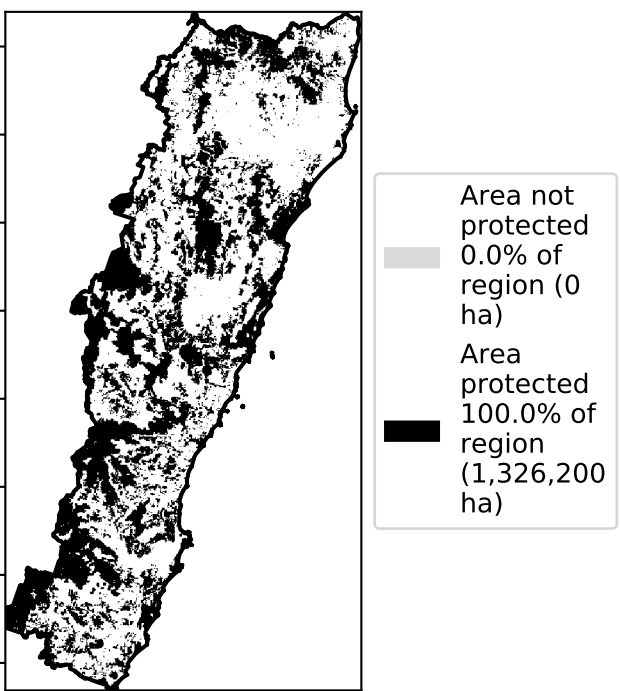 Area not
protected
0.0% of
region (0
ha)
Area
protected
100.0% of
region
(1,326,200
ha)